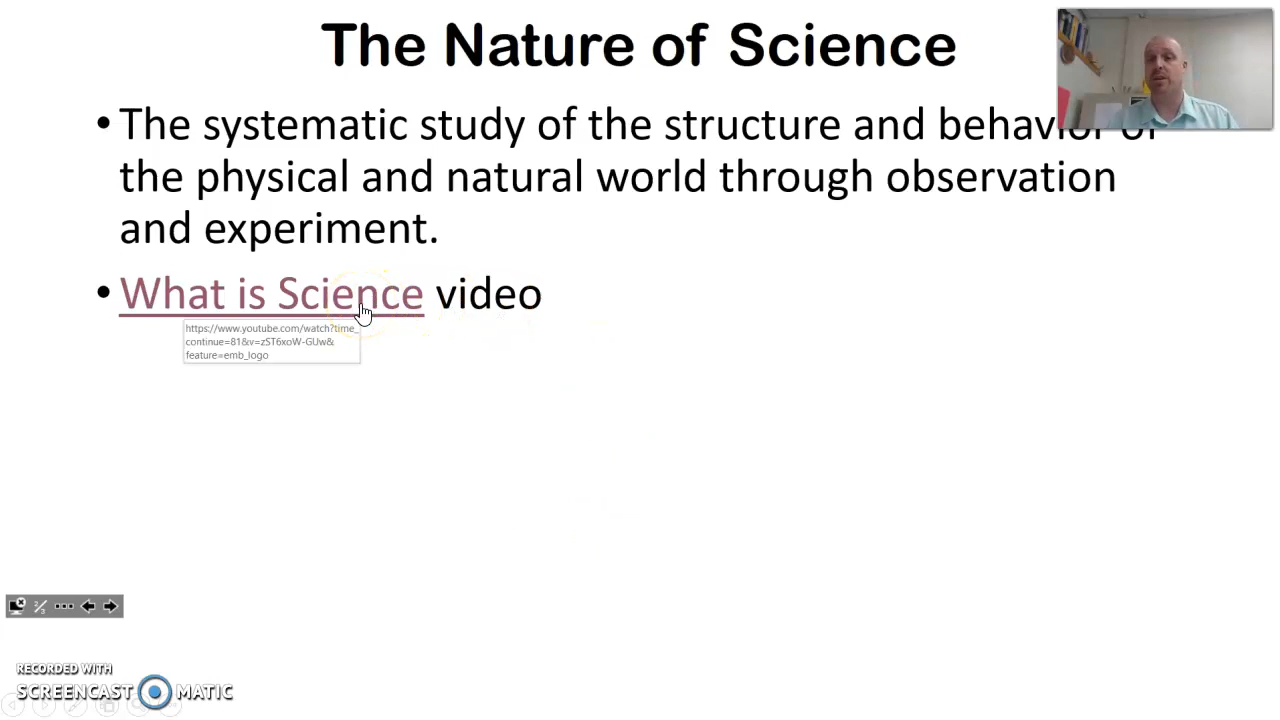 The Nature of Science
• The systematic study of the structure and behavior of
the physical and natural world through observation
and experiment.
• What is Science video
https://www.youtube.com/watch?time_
continue=81&v=zST6xoW-GUw&
feature=emb_logo
RECORDED WITH
SCREENCAST MATIC